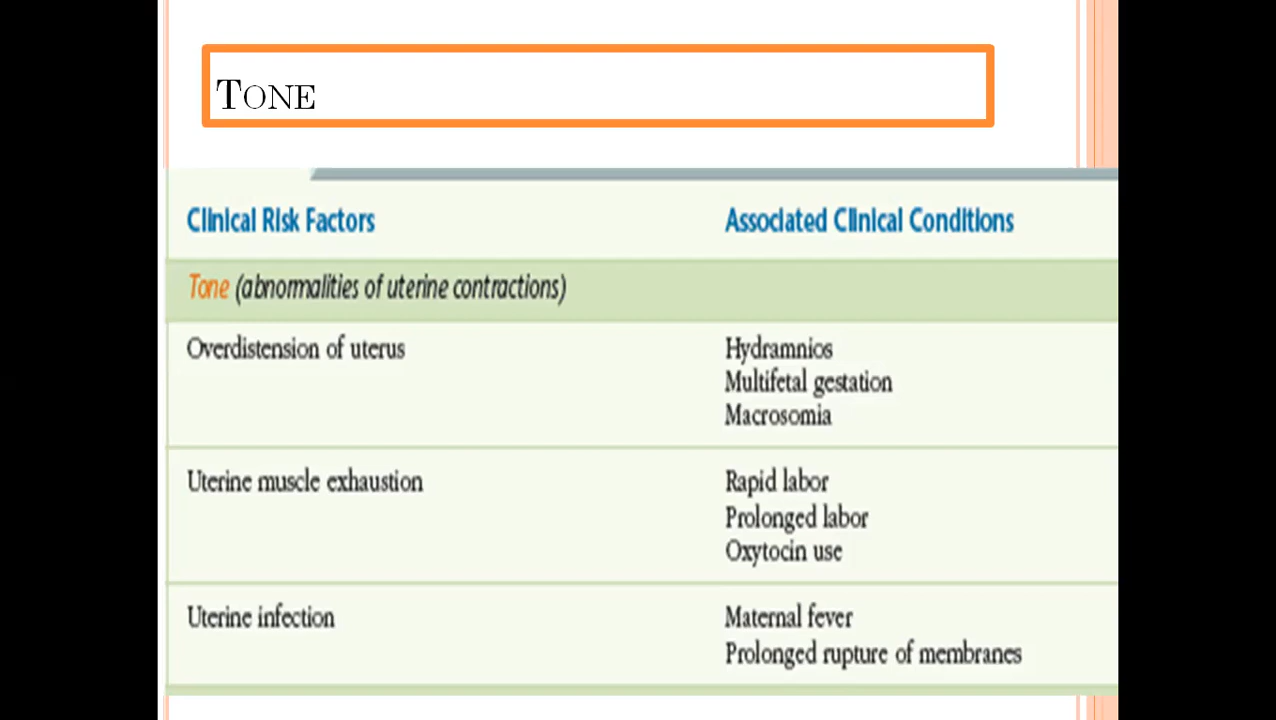 TONE
Clinical Risk Factors Associated Clinical Conditions
Tone (abnormalities of uterine contractions)
Overdistension of uterus Hydramnios
Multifetal gestation
Macrosomia
Uterine muscle exhaustion Rapid labor
Prolonged labor
Oxytocin use
Uterine infection Maternal fever
Prolonged rupture of membranes